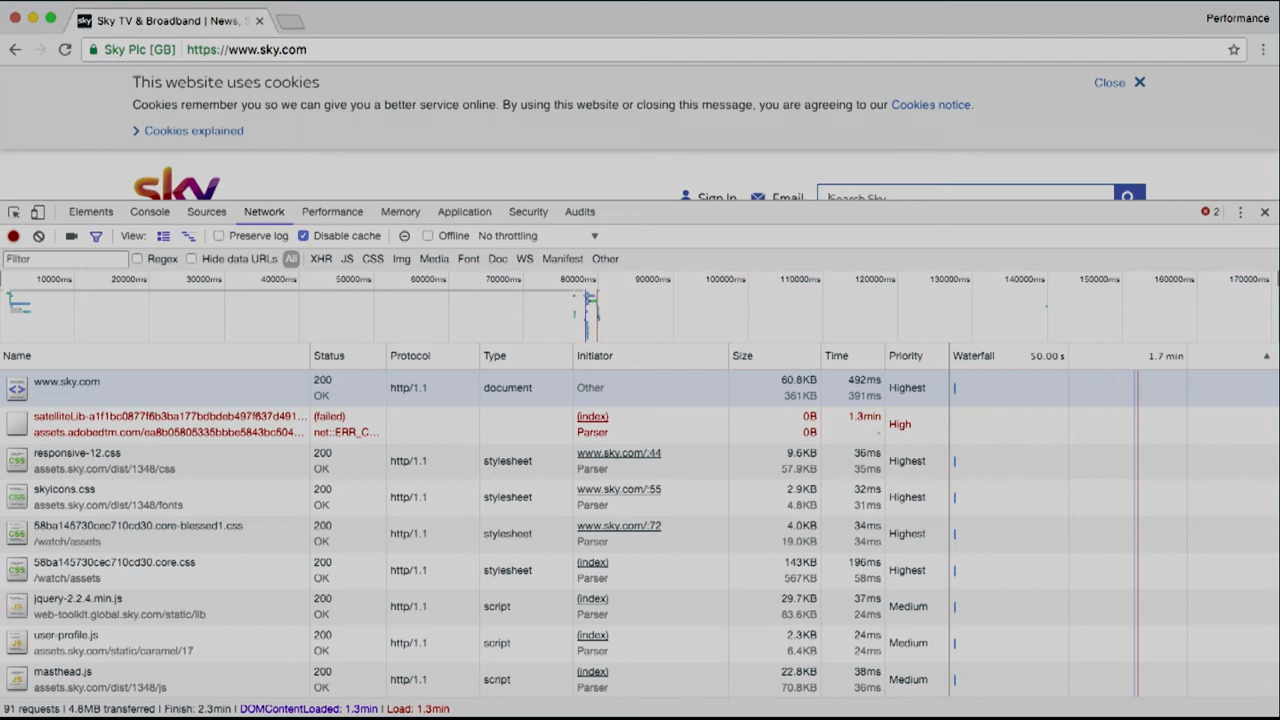 Sky TV & Broadband | News, S
Performance
Sky Plc [GB] https://www.sky.com
This website uses cookies
Close
Cookies remember you so we can give you a better service online. By using this website or closing this message, you are agreeing to our Cookies notice.
Cookies explained
sky
Sign In Email Search Sky
Elements Console Sources Network Performance Memory Application Security Audits 2
View: Preserve log Disable cache Offline No throttling
Filter Regex Hide data URLs All XHR JS CSS Img Media Font Doc WS Manifest Other
10000ms 20000ms 30000ms 40000ms 50000ms 60000ms 70000ms 80000ms 90000ms 100000ms 110000ms 120000ms 130000ms 140000ms 150000ms 160000ms 170000ms
Name Status Protocol Type Initiator Size Time Priority Waterfall 50.00 s 1.7 min
www.sky.com 200 http/1.1 document Other 60.8KB 492ms Highest
OK 361KB 391ms
satelliteLib-a1f1bc0877f6b3ba177bdbdeb497f637d491... (failed) (index) 0B 1.3min High
assets.adobedtm.com/ea8b05805335bbbe5843bc504... net::ERR_C... Parser 0B -
responsive-12.css 200 http/1.1 stylesheet www.sky.com/:44 9.6KB 36ms Highest
assets.sky.com/dist/1348/css OK Parser 57.9KB 35ms
skyicons.css 200 http/1.1 stylesheet www.sky.com/:55 2.9KB 32ms Highest
assets.sky.com/dist/1348/fonts OK Parser 4.8KB 31ms
58ba145730cec710cd30.core-blessed1.css 200 http/1.1 stylesheet www.sky.com/:72 4.0KB 34ms Highest
/watch/assets OK Parser 19.0KB 34ms
58ba145730cec710cd30.core.css 200 http/1.1 stylesheet (index) 143KB 196ms Highest
/watch/assets OK Parser 567KB 58ms
jquery-2.2.4.min.js 200 http/1.1 script (index) 29.7KB 37ms Medium
web-toolkit.global.sky.com/static/lib OK Parser 83.6KB 24ms
user-profile.js 200 http/1.1 script (index) 2.3KB 24ms Medium
assets.sky.com/static/caramel/17 OK Parser 6.4KB 24ms
masthead.js 200 http/1.1 script (index) 22.8KB 38ms Medium
assets.sky.com/dist/1348/js OK Parser 70.8KB 36ms
91 requests | 4.8MB transferred | Finish: 2.3min | DOMContentLoaded: 1.3min | Load: 1.3min